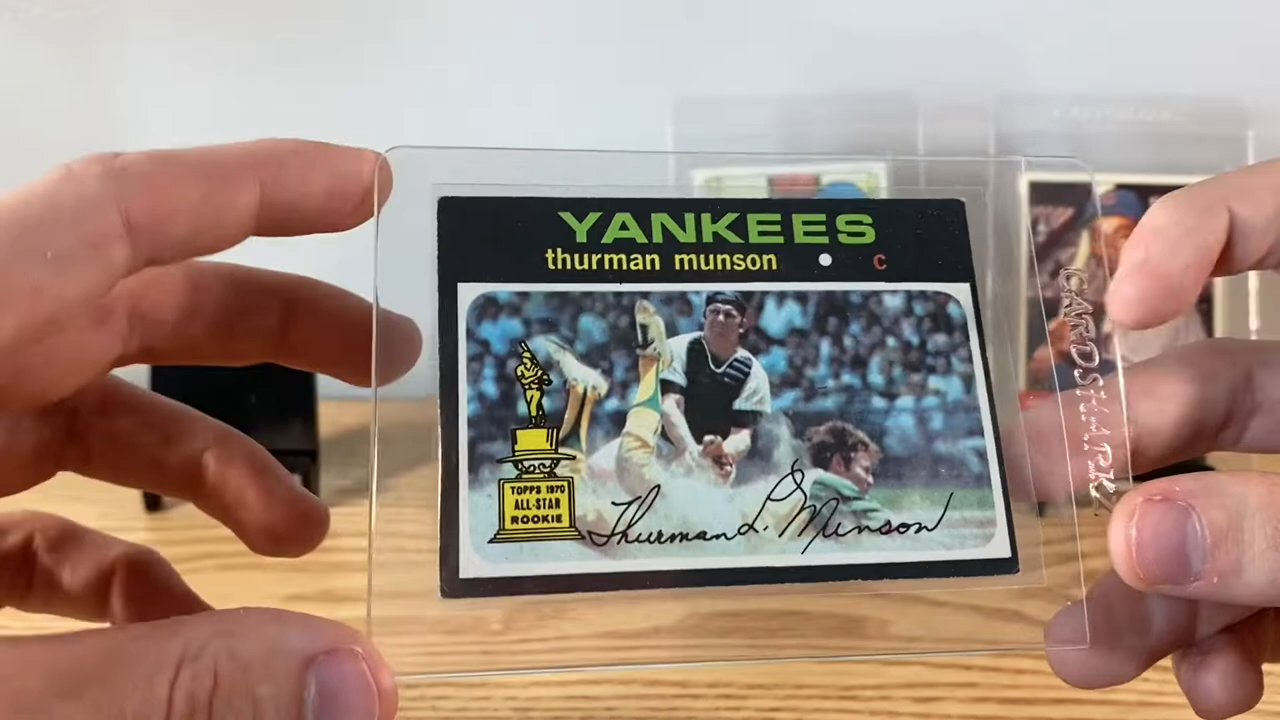 YANKEES
thurman munson • c
TOPPS 1970
ALL-STAR
ROOKIE
Thurman L. Munson
CARDSHARK